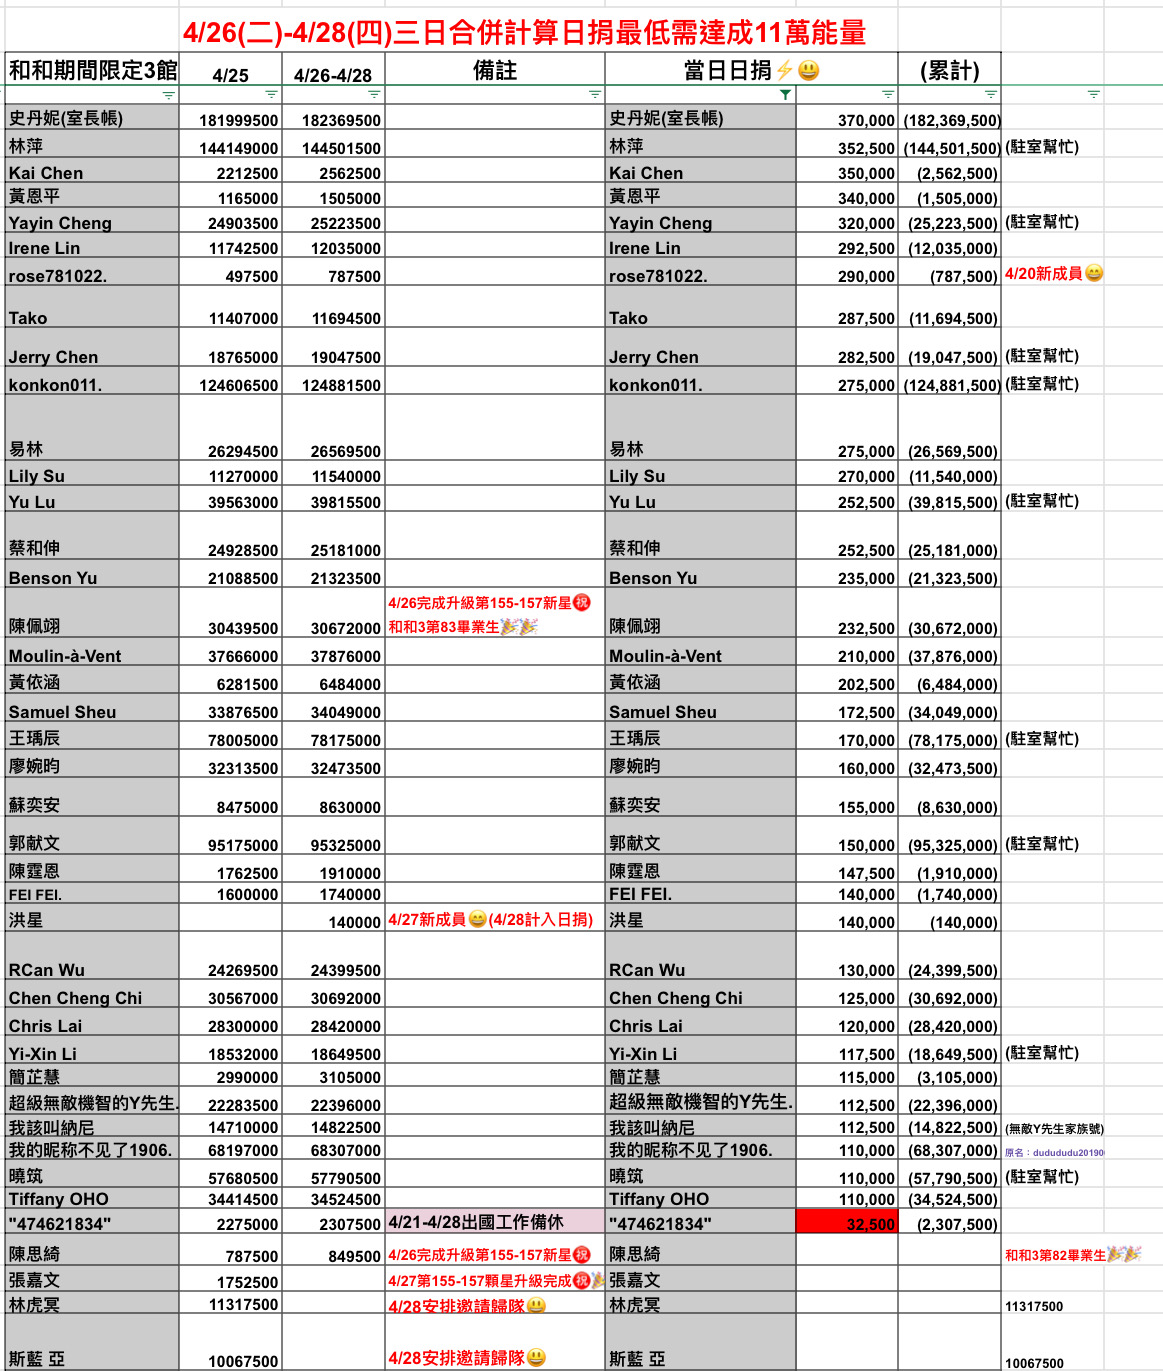 4/26(二)-4/28(四)三日合併計算日捐最低需達成11萬能量
和和期間限定3館 4/25 4/26-4/28 備註 當日日捐⚡😃 (累計)
史丹妮(室長帳) 181999500 182369500 史丹妮(室長帳) 370,000 (182,369,500)
林萍 144149000 144501500 林萍 352,500 (144,501,500) (駐室幫忙)
Kai Chen 2212500 2562500 Kai Chen 350,000 (2,562,500)
黃恩平 1165000 1505000 黃恩平 340,000 (1,505,000)
Yayin Cheng 24903500 25223500 Yayin Cheng 320,000 (25,223,500) (駐室幫忙)
Irene Lin 11742500 12035000 Irene Lin 292,500 (12,035,000)
rose781022. 497500 787500 rose781022. 290,000 (787,500) 4/20新成員😄
Tako 11407000 11694500 Tako 287,500 (11,694,500)
Jerry Chen 18765000 19047500 Jerry Chen 282,500 (19,047,500) (駐室幫忙)
konkon011. 124606500 124881500 konkon011. 275,000 (124,881,500) (駐室幫忙)
易林 26294500 26569500 易林 275,000 (26,569,500)
Lily Su 11270000 11540000 Lily Su 270,000 (11,540,000)
Yu Lu 39563000 39815500 Yu Lu 252,500 (39,815,500) (駐室幫忙)
蔡和伸 24928500 25181000 蔡和伸 252,500 (25,181,000)
Benson Yu 21088500 21323500 Benson Yu 235,000 (21,323,500)
4/26完成升級第155-157新星㊗️
陳佩翊 30439500 30672000 和和3第83畢業生🎉🎉 陳佩翊 232,500 (30,672,000)
Moulin-à-Vent 37666000 37876000 Moulin-à-Vent 210,000 (37,876,000)
黃依涵 6281500 6484000 黃依涵 202,500 (6,484,000)
Samuel Sheu 33876500 34049000 Samuel Sheu 172,500 (34,049,000)
王瑀辰 78005000 78175000 王瑀辰 170,000 (78,175,000) (駐室幫忙)
廖婉昀 32313500 32473500 廖婉昀 160,000 (32,473,500)
蘇奕安 8475000 8630000 蘇奕安 155,000 (8,630,000)
郭献文 95175000 95325000 郭献文 150,000 (95,325,000) (駐室幫忙)
陳霆恩 1762500 1910000 陳霆恩 147,500 (1,910,000)
FEI FEI. 1600000 1740000 FEI FEI. 140,000 (1,740,000)
洪星 140000 4/27新成員😄(4/28計入日捐) 洪星 140,000 (140,000)
RCan Wu 24269500 24399500 RCan Wu 130,000 (24,399,500)
Chen Cheng Chi 30567000 30692000 Chen Cheng Chi 125,000 (30,692,000)
Chris Lai 28300000 28420000 Chris Lai 120,000 (28,420,000)
Yi-Xin Li 18532000 18649500 Yi-Xin Li 117,500 (18,649,500) (駐室幫忙)
簡芷慧 2990000 3105000 簡芷慧 115,000 (3,105,000)
超級無敵機智的Y先生. 22283500 22396000 超級無敵機智的Y先生. 112,500 (22,396,000)
我該叫納尼 14710000 14822500 我該叫納尼 112,500 (14,822,500) (無敵Y先生家族號)
我的昵称不见了1906. 68197000 68307000 我的昵称不见了1906. 110,000 (68,307,000) 原名：dudududu20190
曉筑 57680500 57790500 曉筑 110,000 (57,790,500) (駐室幫忙)
Tiffany OHO 34414500 34524500 Tiffany OHO 110,000 (34,524,500)
"474621834" 2275000 2307500 4/21-4/28出國工作備休 "474621834" 32,500 (2,307,500)
陳思綺 787500 849500 4/26完成升級第155-157新星㊗️ 陳思綺 和和3第82畢業生🎉🎉
張嘉文 1752500 4/27第155-157顆星升級完成㊗️🎉 張嘉文
林虎冥 11317500 4/28安排邀請歸隊😃 林虎冥 11317500
斯藍 亞 10067500 4/28安排邀請歸隊😃 斯藍 亞 10067500